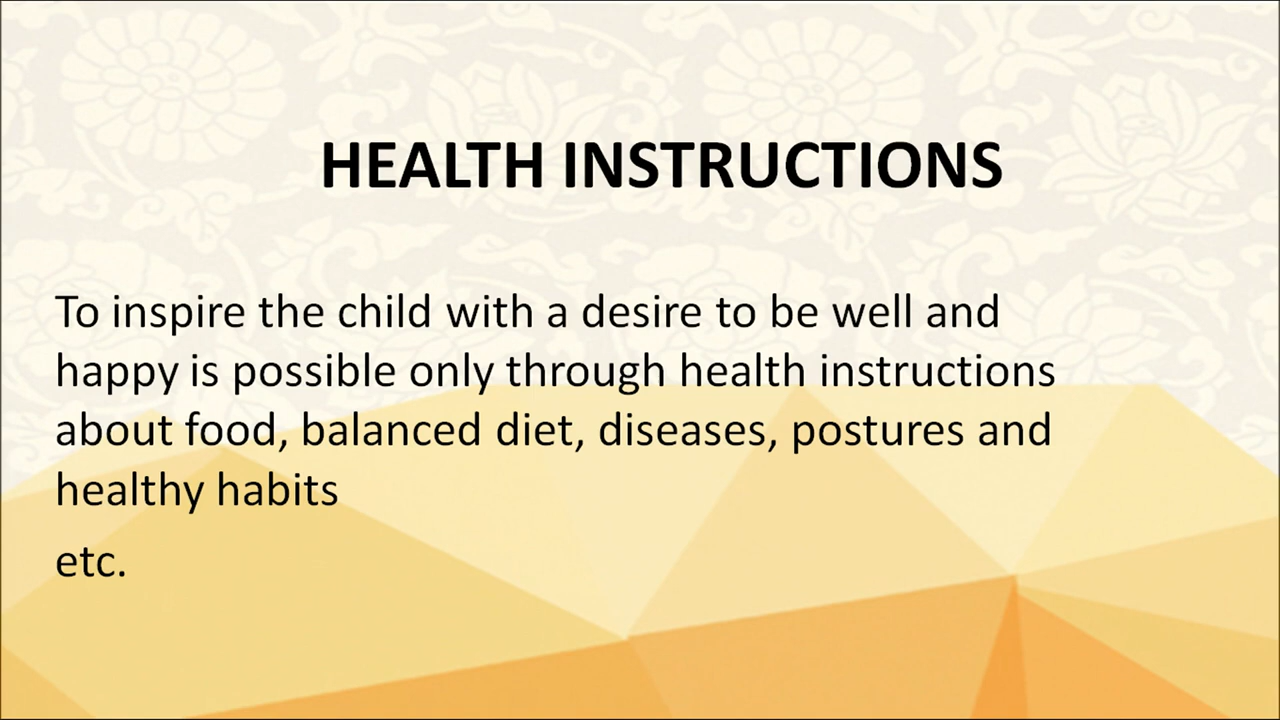 HEALTH INSTRUCTIONS
To inspire the child with a desire to be well and
happy is possible only through health instructions
about food, balanced diet, diseases, postures and
healthy habits
etc.